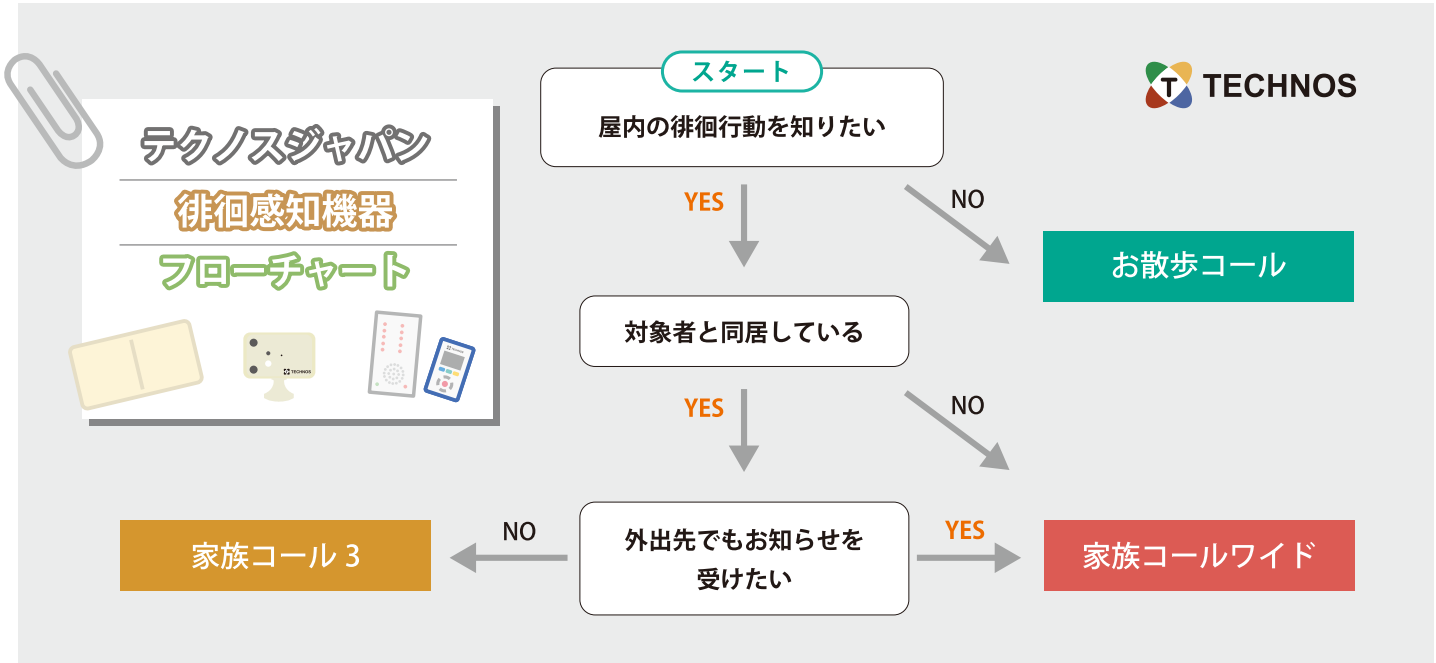 テクノスジャパン
徘徊感知機器
フローチャート
TECHNOS
スタート
屋内の徘徊行動を知りたい
TECHNOS
YES
NO
お散歩コール
対象者と同居している
YES
NO
外出先でもお知らせを
受けたい
NO
家族コール 3
YES
家族コールワイド